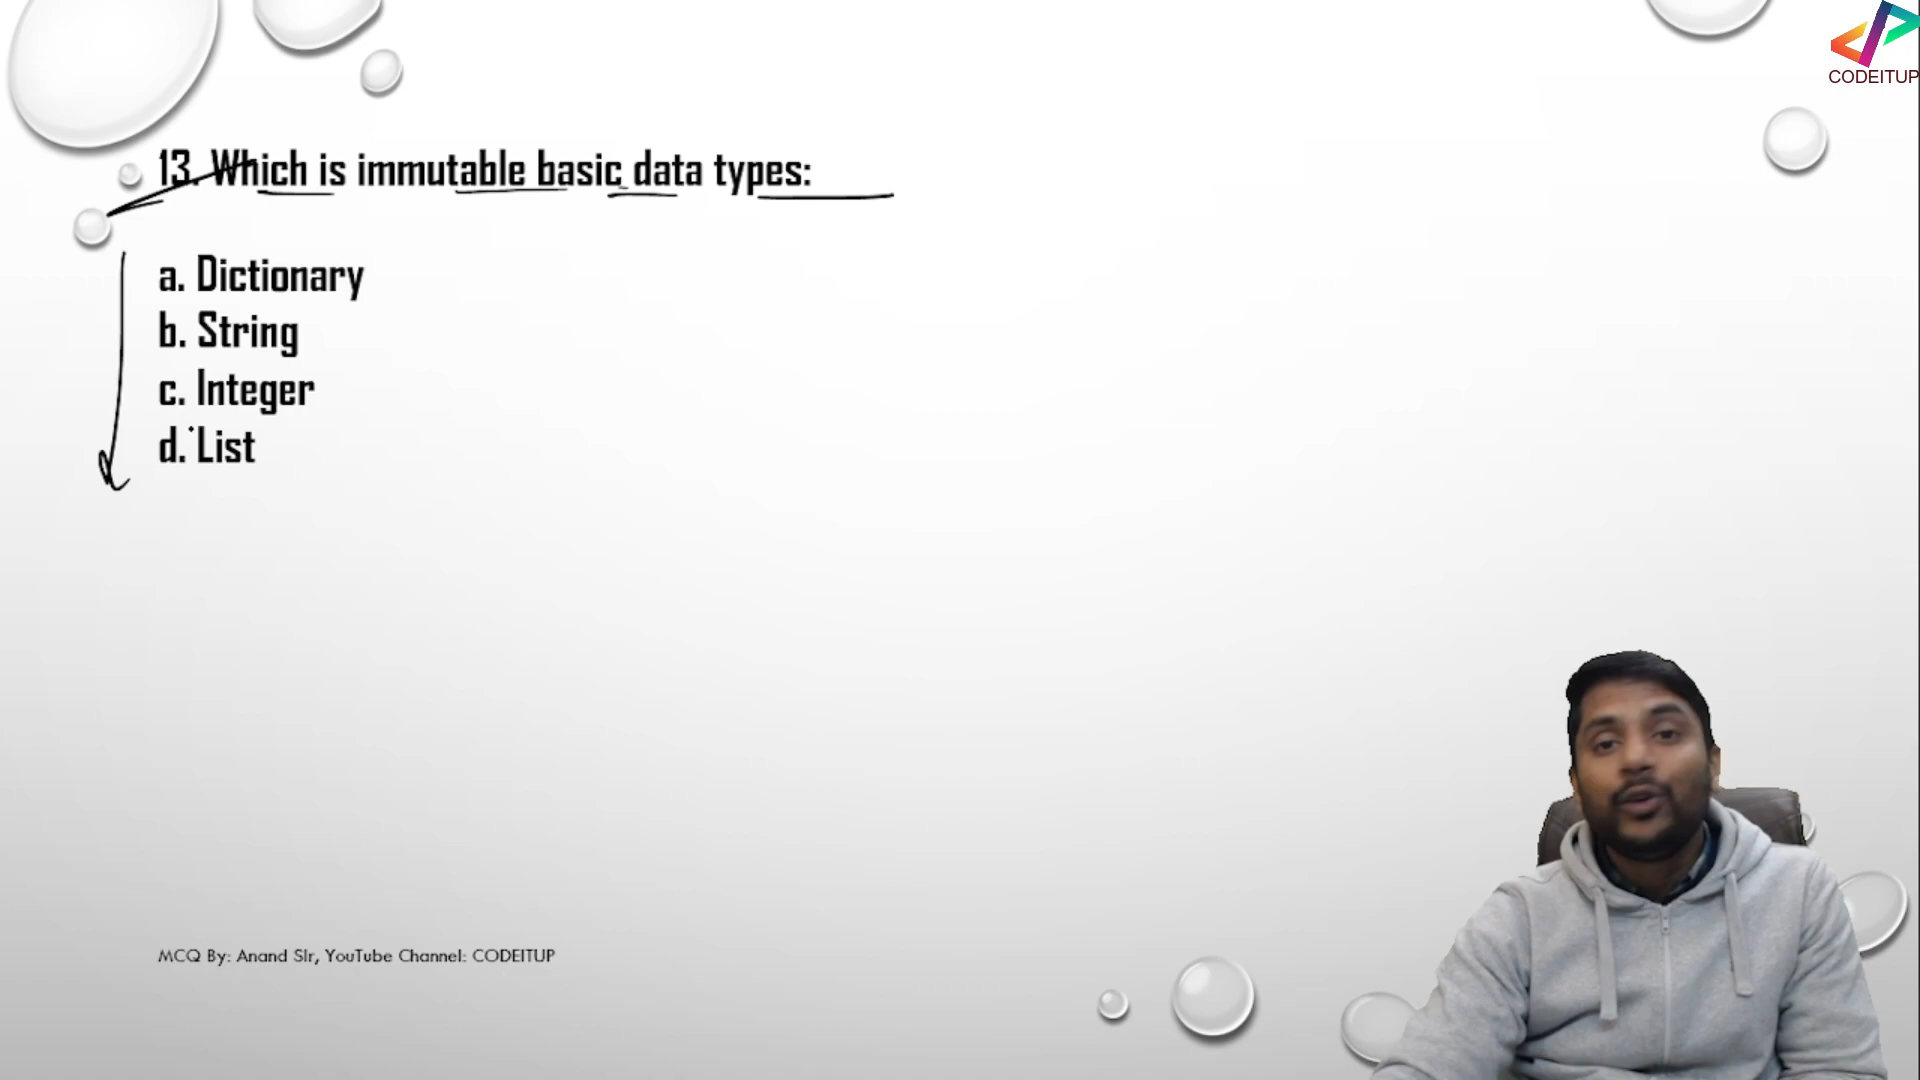 CODEITUP
13. Which is immutable basic data types:
a. Dictionary
b. String
c. Integer
d. List
MCQ By: Anand SIr, YouTube Channel: CODEITUP